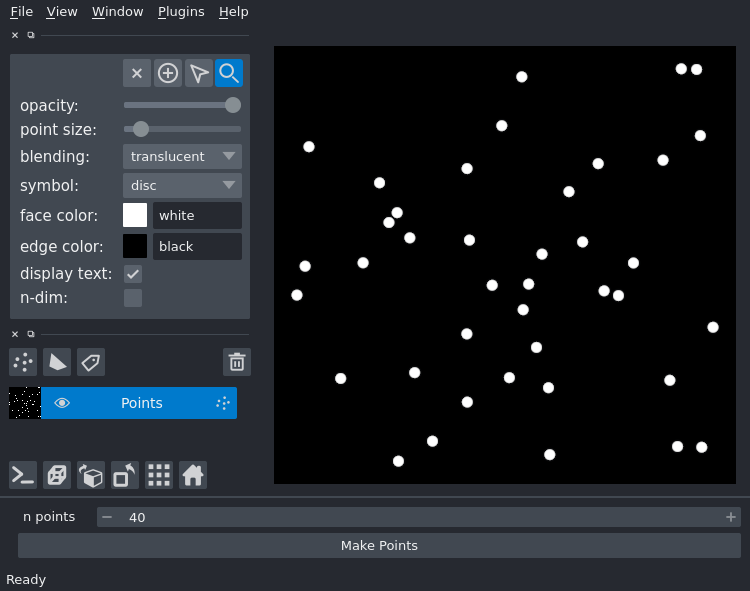 File View Window Plugins Help
opacity:
point size:
blending: translucent
symbol: disc
face color: white
edge color: black
display text:
n-dim:
Points
n points 40
Make Points
Ready